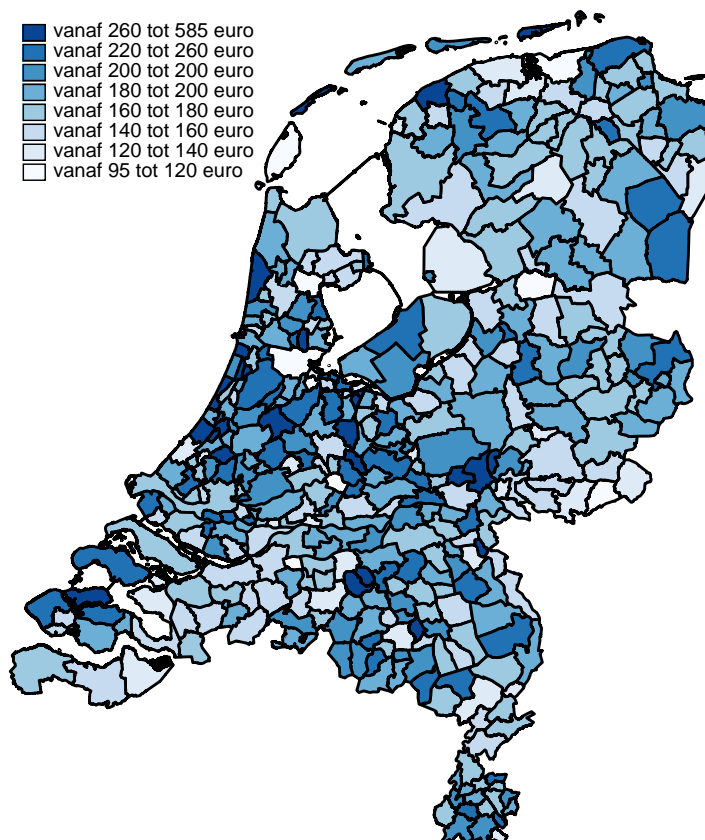 vanaf 260 tot 585 euro
vanaf 220 tot 260 euro
vanaf 200 tot 200 euro
vanaf 180 tot 200 euro
vanaf 160 tot 180 euro
vanaf 140 tot 160 euro
vanaf 120 tot 140 euro
vanaf 95 tot 120 euro